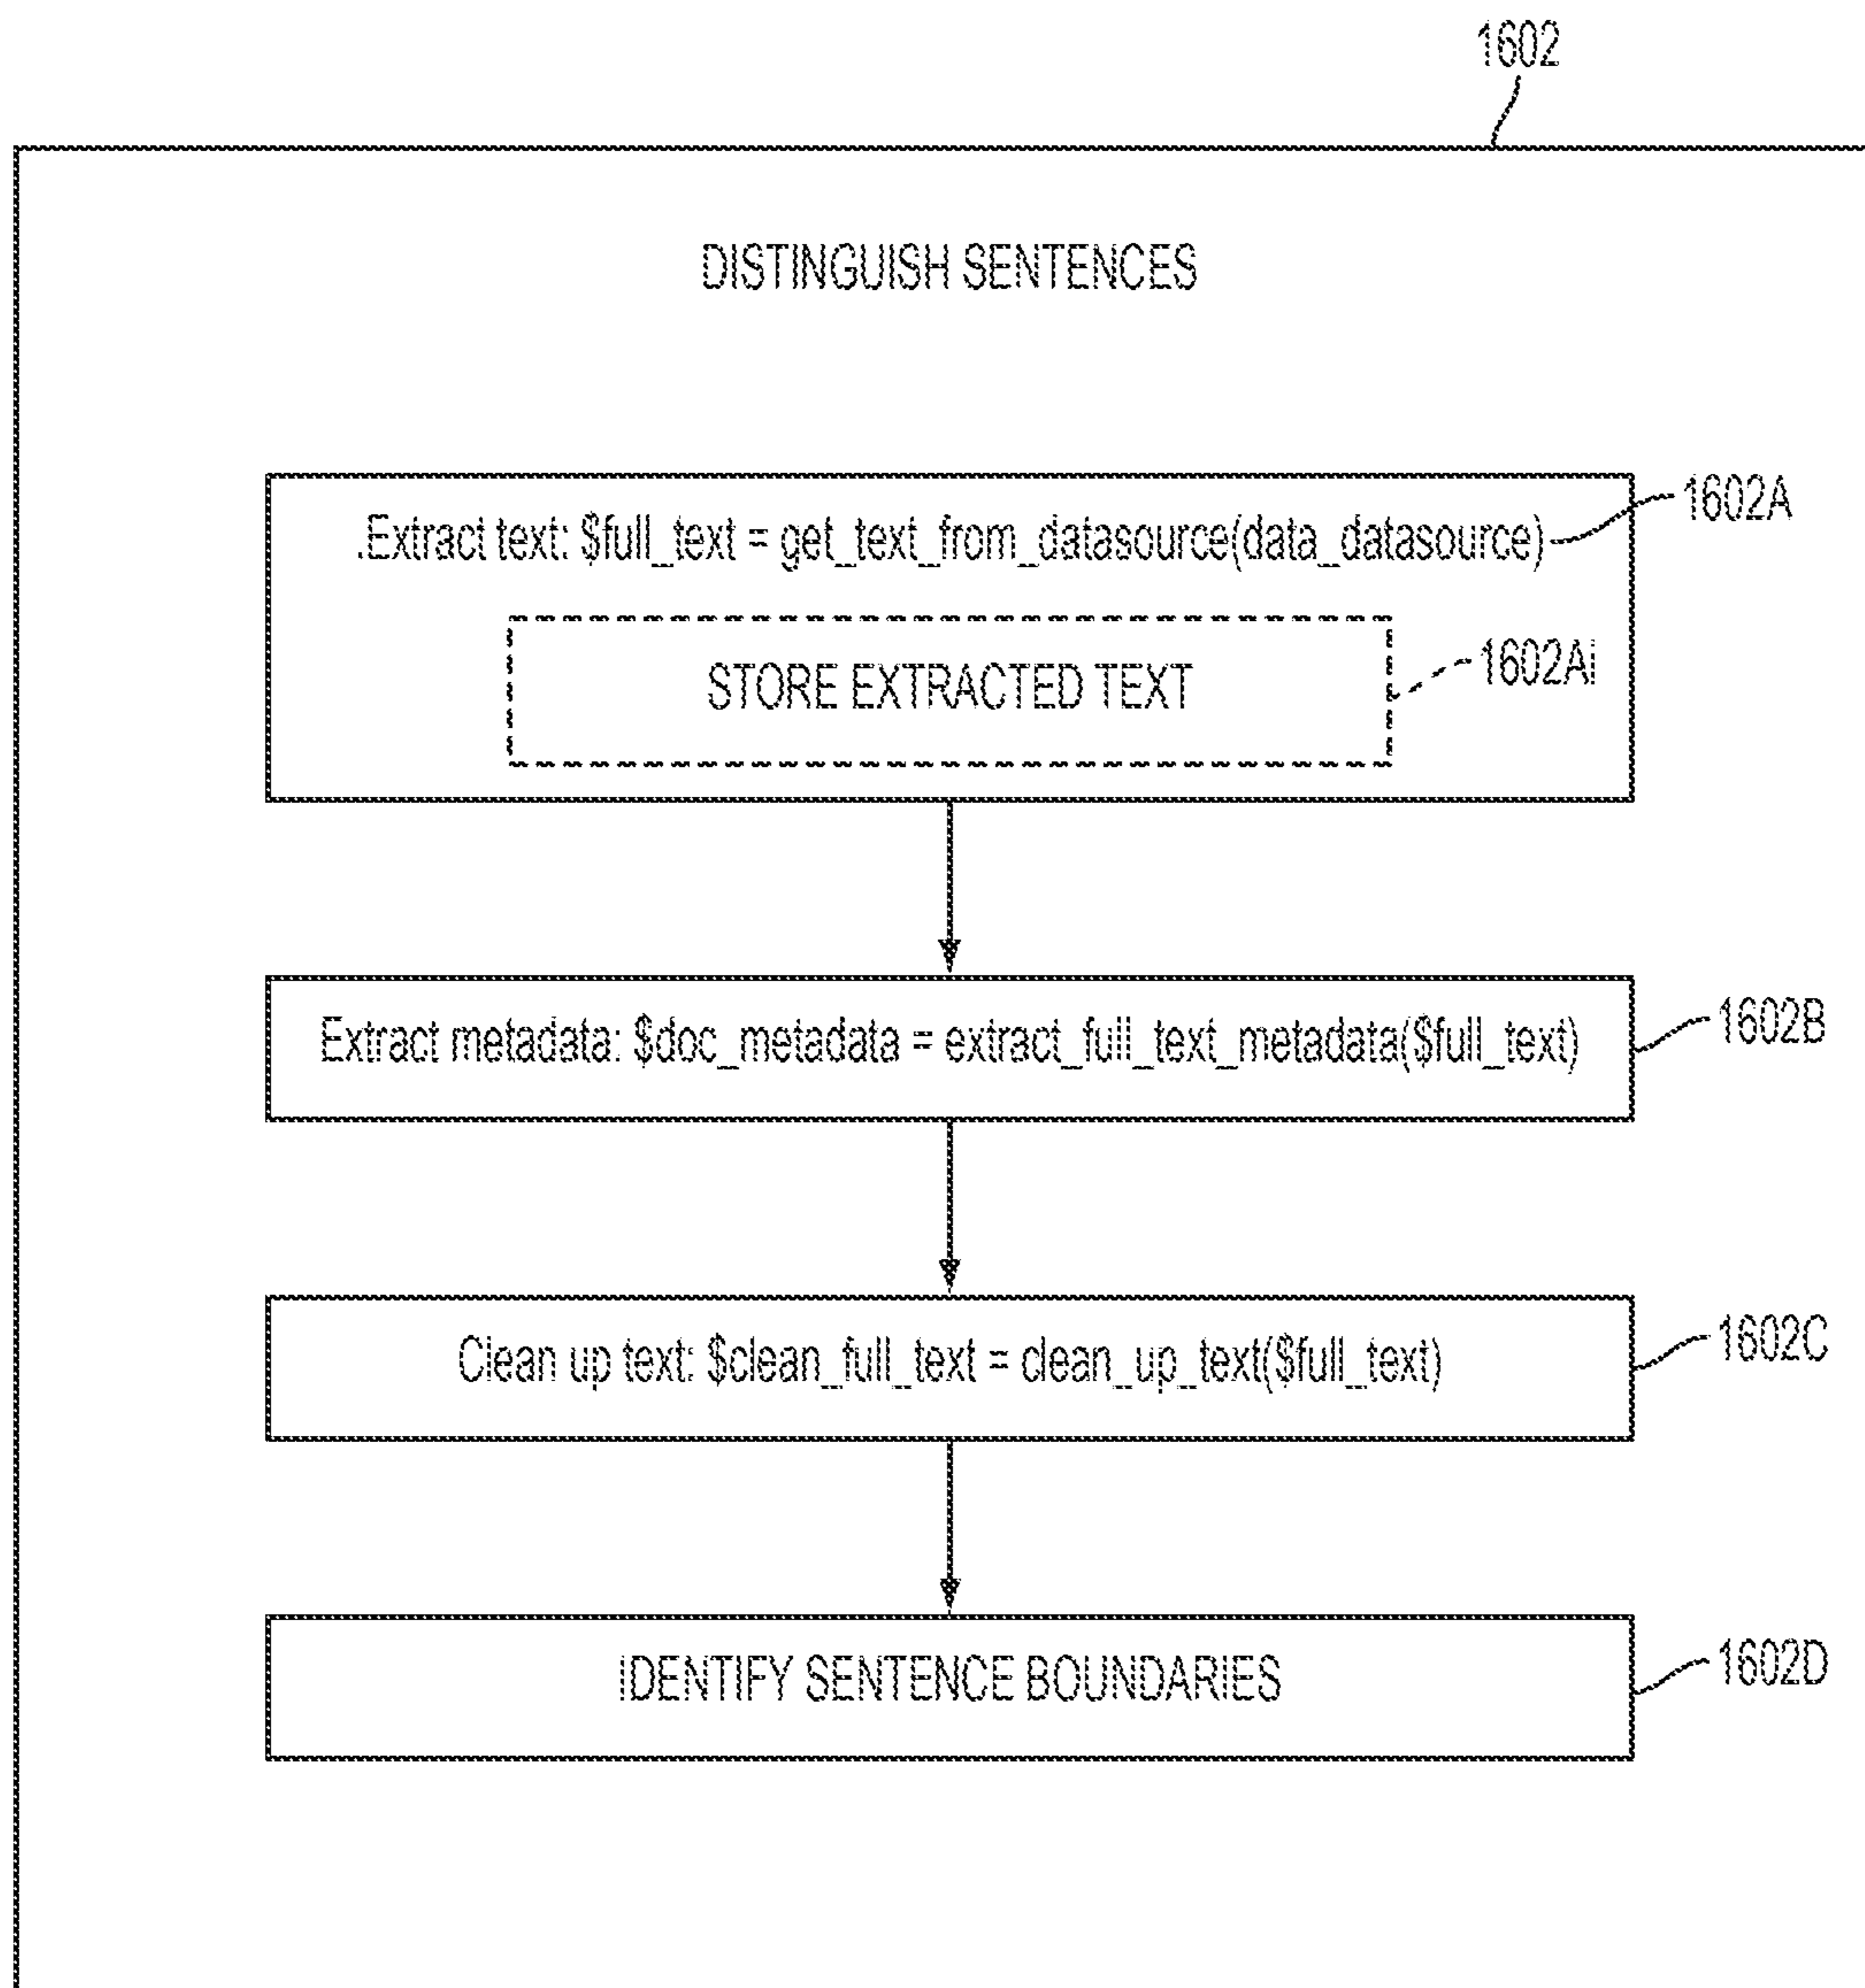 1602
DISTINGUISH SENTENCES
.Extract text: $full_text = get_text_from_datasource(data_datasource)
1602A
STORE EXTRACTED TEXT
1602Ai
Extract metadata: $doc_metadata = extract_full_text_metadata($full_text)
1602B
Clean up text: $clean_full_text = clean_up_text($full_text)
1602C
IDENTIFY SENTENCE BOUNDARIES
1602D